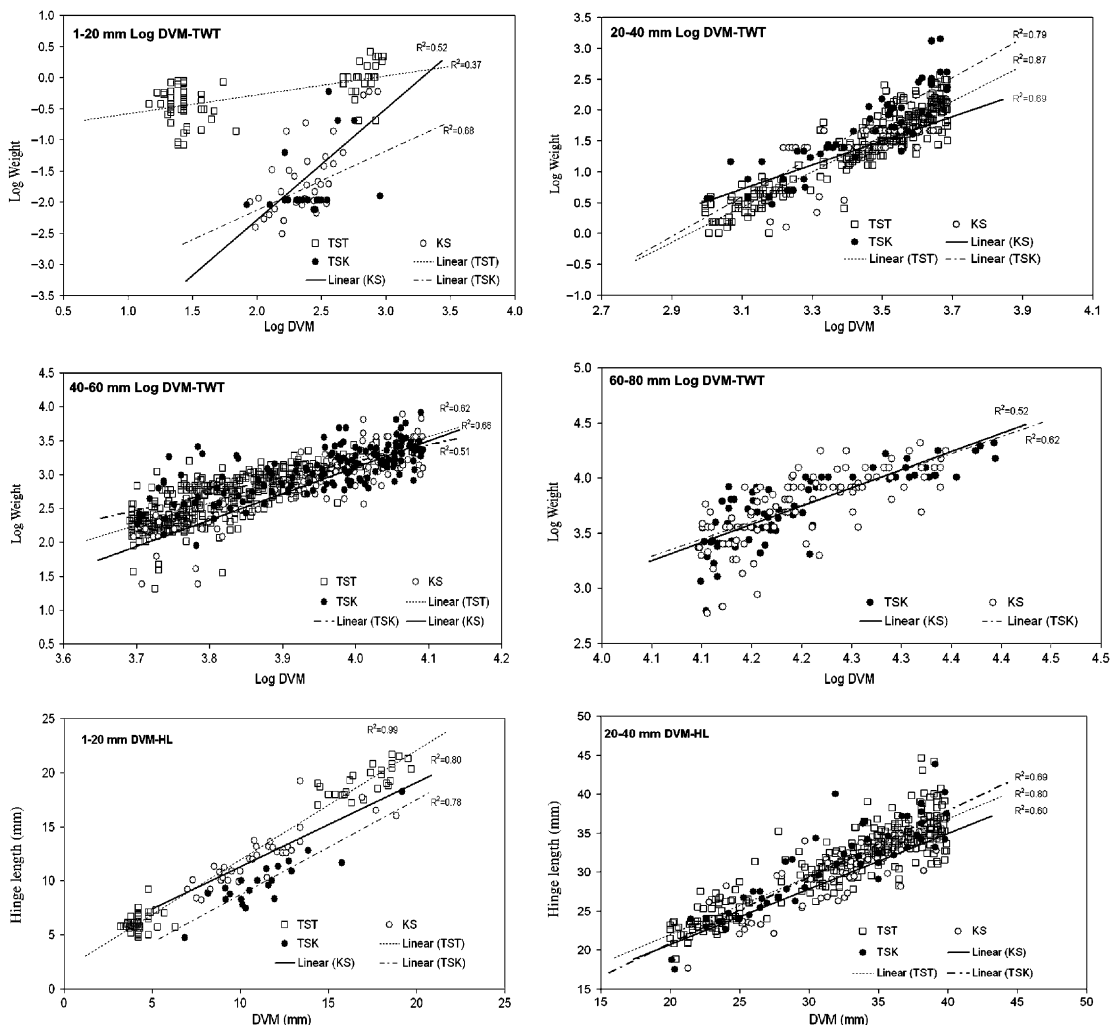 1-20 mm Log DVM-TWT
R²=0.52
R²=0.37
R²=0.68
1.0
0.5
0.0
−0.5
−1.0
−1.5
−2.0
−2.5
−3.0
−3.5
Log Weight
TST
KS
TSK
Linear (TST)
Linear (KS)
Linear (TSK)
0.5 1.0 1.5 2.0 2.5 3.0 3.5 4.0
Log DVM
20-40 mm Log DVM-TWT
R²=0.79
R²=0.87
R²=0.69
3.5
3.0
2.5
2.0
1.5
1.0
0.5
0.0
−0.5
−1.0
Log Weight
TST
KS
TSK
Linear (KS)
Linear (TST)
Linear (TSK)
2.7 2.9 3.1 3.3 3.5 3.7 3.9 4.1
Log DVM
40-60 mm Log DVM-TWT
R²=0.62
R²=0.66
R²=0.51
4.5
4.0
3.5
3.0
2.5
2.0
1.5
1.0
0.5
Log Weight
TST
KS
TSK
Linear (TST)
Linear (TSK)
Linear (KS)
3.6 3.7 3.8 3.9 4.0 4.1 4.2
Log DVM
60-80 mm Log DVM-TWT
R²=0.52
R²=0.62
5.0
4.5
4.0
3.5
3.0
2.5
Log Weight
TSK
KS
Linear (KS)
Linear (TSK)
4.0 4.1 4.1 4.2 4.2 4.3 4.3 4.4 4.4 4.5 4.5
Log DVM
1-20 mm DVM-HL
R²=0.99
R²=0.80
R²=0.78
25
20
15
10
5
0
Hinge length (mm)
TST
KS
TSK
Linear (TST)
Linear (KS)
Linear (TSK)
0 5 10 15 20 25
DVM (mm)
20-40 mm DVM-HL
R²=0.69
R²=0.80
R²=0.60
50
45
40
35
30
25
20
15
Hinge length (mm)
TST
KS
TSK
Linear (KS)
Linear (TST)
Linear (TSK)
15 20 25 30 35 40 45 50
DVM (mm)